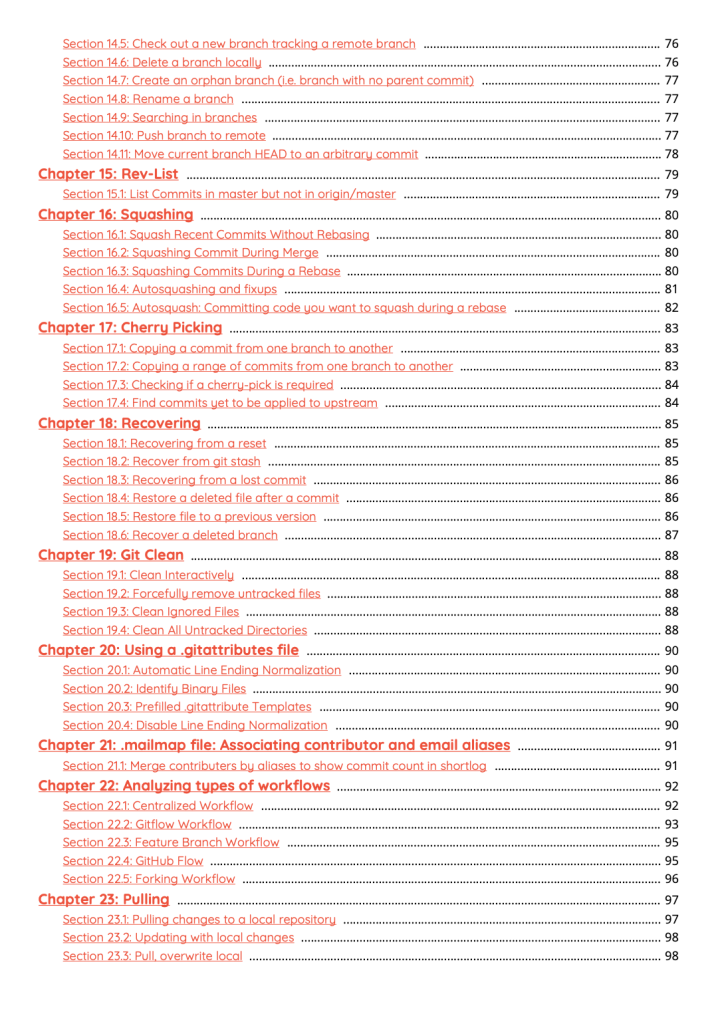 Section 14.5: Check out a new branch tracking a remote branch ........ 76
Section 14.6: Delete a branch locally ........ 76
Section 14.7: Create an orphan branch (i.e. branch with no parent commit) ........ 77
Section 14.8: Rename a branch ........ 77
Section 14.9: Searching in branches ........ 77
Section 14.10: Push branch to remote ........ 77
Section 14.11: Move current branch HEAD to an arbitrary commit ........ 78
Chapter 15: Rev-List ........ 79
Section 15.1: List Commits in master but not in origin/master ........ 79
Chapter 16: Squashing ........ 80
Section 16.1: Squash Recent Commits Without Rebasing ........ 80
Section 16.2: Squashing Commit During Merge ........ 80
Section 16.3: Squashing Commits During a Rebase ........ 80
Section 16.4: Autosquashing and fixups ........ 81
Section 16.5: Autosquash: Committing code you want to squash during a rebase ........ 82
Chapter 17: Cherry Picking ........ 83
Section 17.1: Copying a commit from one branch to another ........ 83
Section 17.2: Copying a range of commits from one branch to another ........ 83
Section 17.3: Checking if a cherry-pick is required ........ 84
Section 17.4: Find commits yet to be applied to upstream ........ 84
Chapter 18: Recovering ........ 85
Section 18.1: Recovering from a reset ........ 85
Section 18.2: Recover from git stash ........ 85
Section 18.3: Recovering from a lost commit ........ 86
Section 18.4: Restore a deleted file after a commit ........ 86
Section 18.5: Restore file to a previous version ........ 86
Section 18.6: Recover a deleted branch ........ 87
Chapter 19: Git Clean ........ 88
Section 19.1: Clean Interactively ........ 88
Section 19.2: Forcefully remove untracked files ........ 88
Section 19.3: Clean Ignored Files ........ 88
Section 19.4: Clean All Untracked Directories ........ 88
Chapter 20: Using a .gitattributes file ........ 90
Section 20.1: Automatic Line Ending Normalization ........ 90
Section 20.2: Identify Binary Files ........ 90
Section 20.3: Prefilled .gitattribute Templates ........ 90
Section 20.4: Disable Line Ending Normalization ........ 90
Chapter 21: .mailmap file: Associating contributor and email aliases ........ 91
Section 21.1: Merge contributers by aliases to show commit count in shortlog ........ 91
Chapter 22: Analyzing types of workflows ........ 92
Section 22.1: Centralized Workflow ........ 92
Section 22.2: Gitflow Workflow ........ 93
Section 22.3: Feature Branch Workflow ........ 95
Section 22.4: GitHub Flow ........ 95
Section 22.5: Forking Workflow ........ 96
Chapter 23: Pulling ........ 97
Section 23.1: Pulling changes to a local repository ........ 97
Section 23.2: Updating with local changes ........ 98
Section 23.3: Pull, overwrite local ........ 98